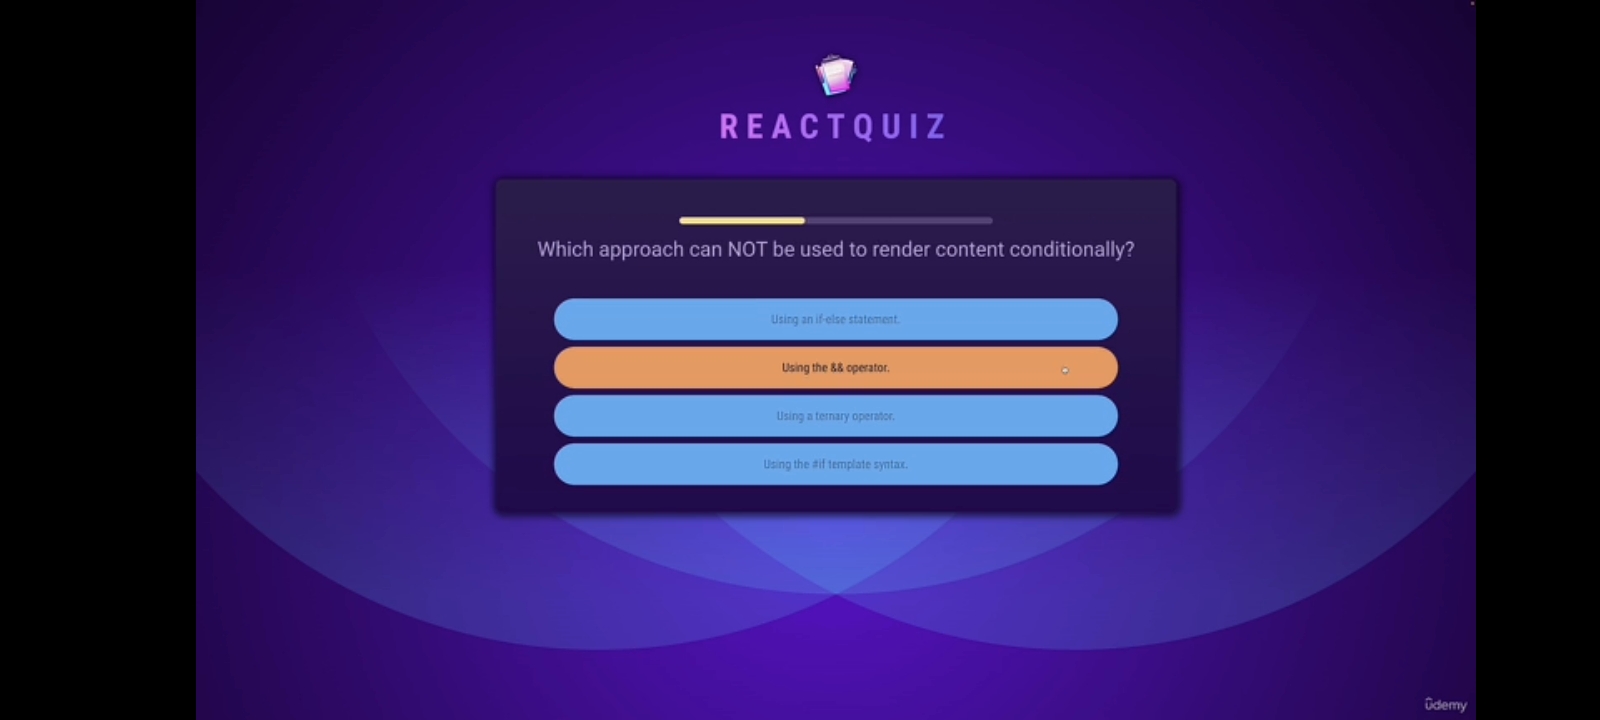 REACTQUIZ
Which approach can NOT be used to render content conditionally?
Using an if-else statement.
Using the && operator.
Using a ternary operator.
Using the #if template syntax.
ûdemy